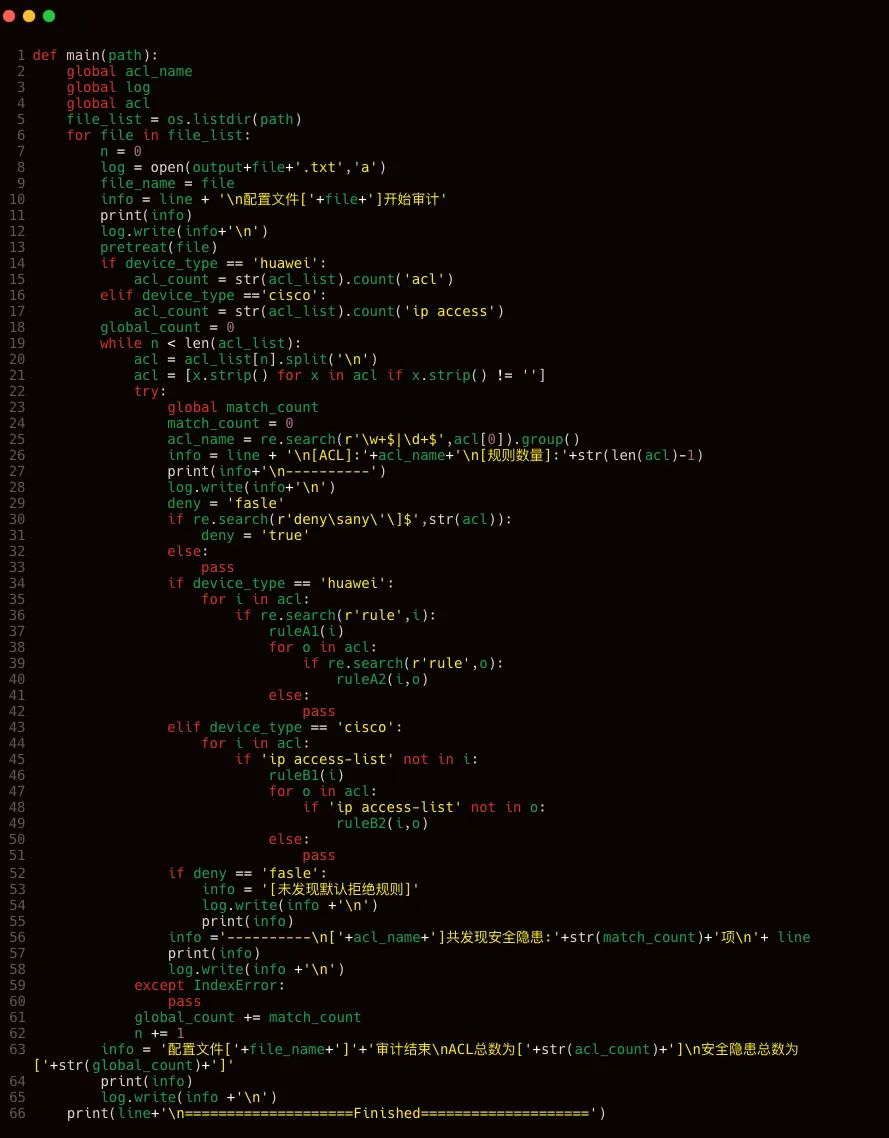 1 def main(path):
2     global acl_name
3     global log
4     global acl
5     file_list = os.listdir(path)
6     for file in file_list:
7         n = 0
8         log = open(output+file+'.txt','a')
9         file_name = file
10         info = line + '\n配置文件['+file+']开始审计'
11         print(info)
12         log.write(info+'\n')
13         pretreat(file)
14         if device_type == 'huawei':
15             acl_count = str(acl_list).count('acl')
16         elif device_type =='cisco':
17             acl_count = str(acl_list).count('ip access')
18         global_count = 0
19         while n < len(acl_list):
20             acl = acl_list[n].split('\n')
21             acl = [x.strip() for x in acl if x.strip() != '']
22             try:
23                 global match_count
24                 match_count = 0
25                 acl_name = re.search(r'\w+$|\d+$',acl[0]).group()
26                 info = line + '\n[ACL]:'+acl_name+'\n[规则数量]:'+str(len(acl)-1)
27                 print(info+'\n----------')
28                 log.write(info+'\n')
29                 deny = 'fasle'
30                 if re.search(r'deny\sany\'\]$',str(acl)):
31                     deny = 'true'
32                 else:
33                     pass
34                 if device_type == 'huawei':
35                     for i in acl:
36                         if re.search(r'rule',i):
37                             ruleA1(i)
38                             for o in acl:
39                                 if re.search(r'rule',o):
40                                     ruleA2(i,o)
41                             else:
42                                 pass
43                 elif device_type == 'cisco':
44                     for i in acl:
45                         if 'ip access-list' not in i:
46                             ruleB1(i)
47                             for o in acl:
48                                 if 'ip access-list' not in o:
49                                     ruleB2(i,o)
50                             else:
51                                 pass
52                 if deny == 'fasle':
53                     info = '[未发现默认拒绝规则]'
54                     log.write(info +'\n')
55                     print(info)
56                 info ='----------\n['+acl_name+']共发现安全隐患:'+str(match_count)+'项\n'+ line
57                 print(info)
58                 log.write(info +'\n')
59             except IndexError:
60                 pass
61             global_count += match_count
62             n += 1
63         info = '配置文件['+file_name+']'+'审计结束\nACL总数为['+str(acl_count)+']\n安全隐患总数为
['+str(global_count)+']'
64         print(info)
65         log.write(info +'\n')
66     print(line+'\n====================Finished====================')